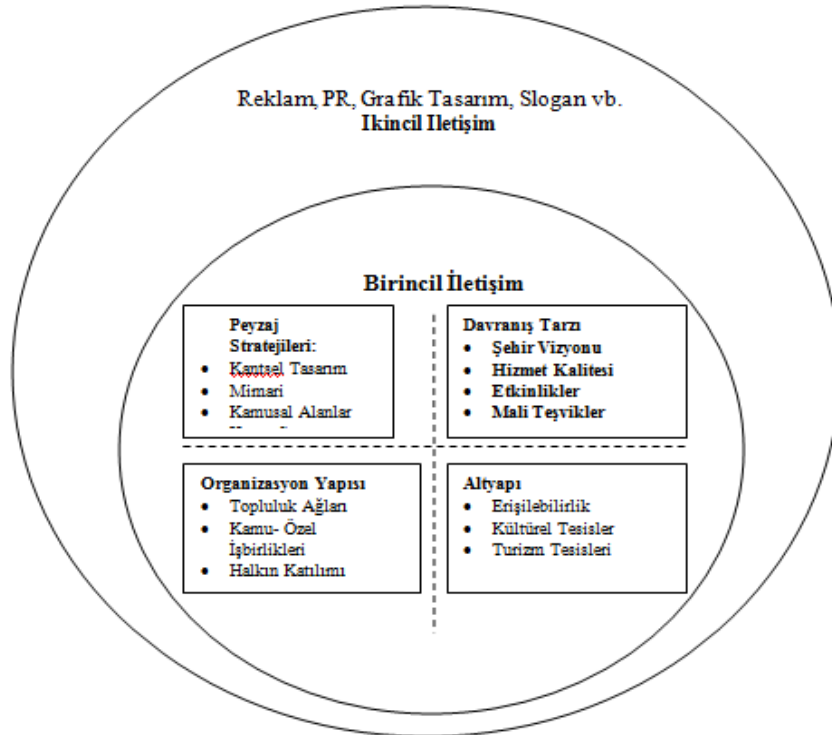 Reklam, PR, Grafik Tasarım, Slogan vb.
Ikincil Iletişim
Birincil İletişim
Peyzaj
Stratejileri:
• Kantsel Tasarım
• Mimari
• Kamusal Alanlar
Davranış Tarzı
• Şehir Vizyonu
• Hizmet Kalitesi
• Etkinlikler
• Mali Teşvikler
Organizasyon Yapısı
• Topluluk Ağları
• Kamu- Özel
İşbirlikleri
• Halkın Katılımı
Altyapı
• Erişilebilirlik
• Kültürel Tesisler
• Turizm Tesisleri